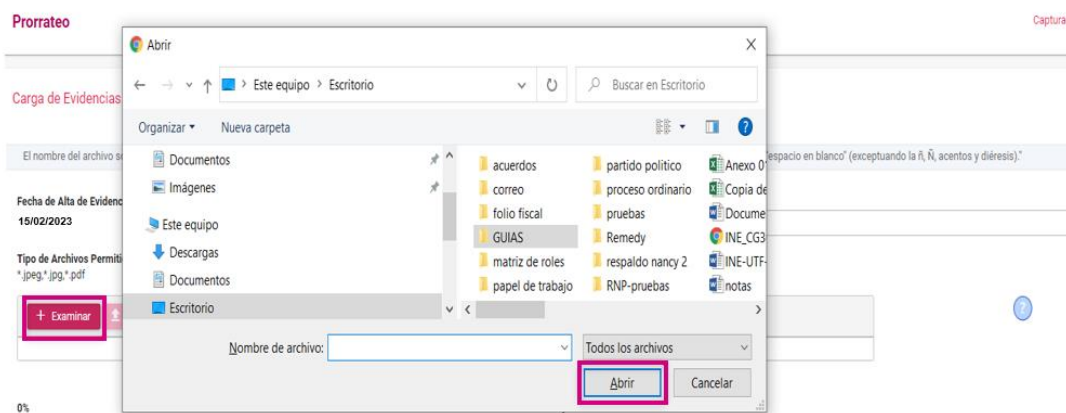 Prorrateo
Captura
Abrir
Este equipo > Escritorio
Buscar en Escritorio
Carga de Evidencias
Organizar
Nueva carpeta
El nombre del archivo
espacio en blanco" (exceptuando la ñ, Ñ, acentos y diéresis)."
Documentos
Imágenes
Este equipo
Descargas
Documentos
Escritorio
acuerdos
correo
folio fiscal
GUIAS
matriz de roles
papel de trabajo
partido politico
proceso ordinario
pruebas
Remedy
respaldo nancy 2
RNP-pruebas
Anexo 0
Copia de
Docume
INE_CG3
INE-UTF-
notas
Fecha de Alta de Evidenc
15/02/2023
Tipo de Archivos Permiti
*.jpeg,*.jpg,*.pdf
+ Examinar
Nombre de archivo:
Todos los archivos
Abrir
Cancelar
0%